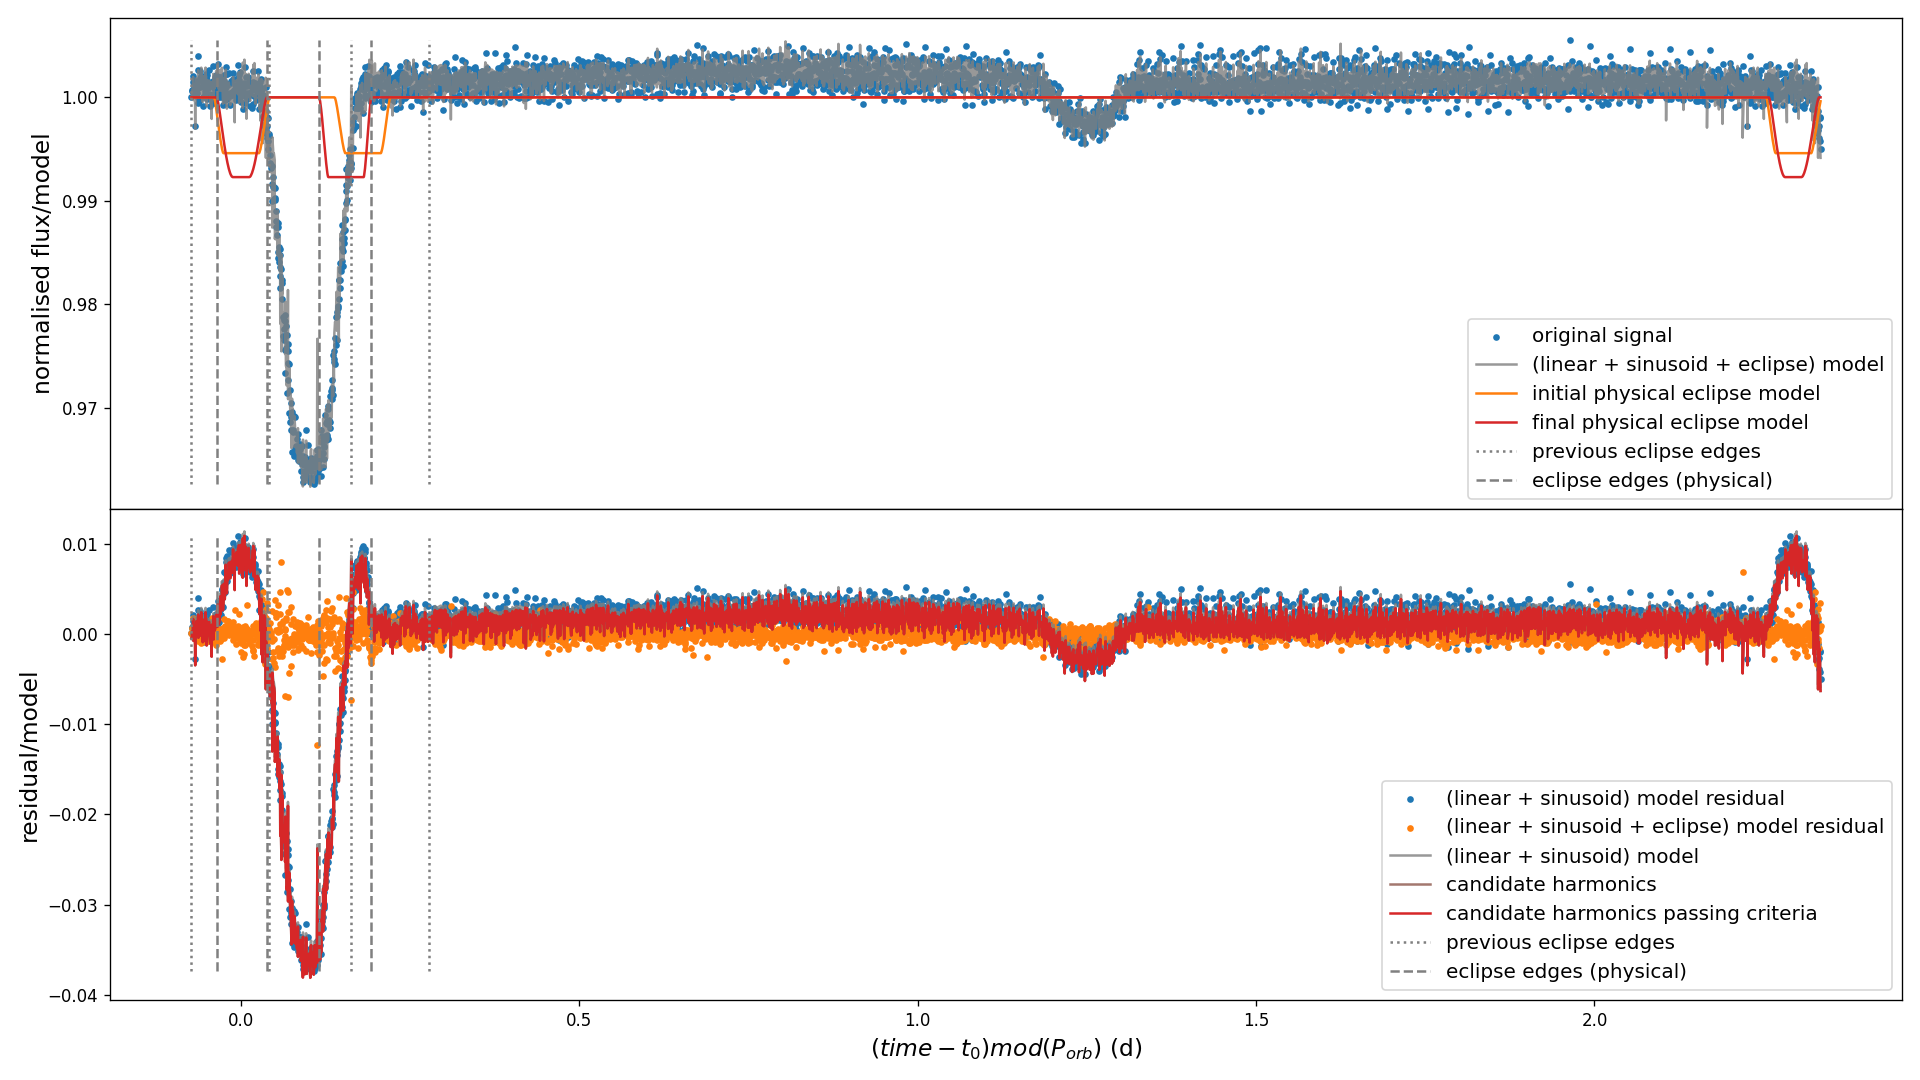 normalised flux/model
1.00
0.99
0.98
0.97
original signal
(linear + sinusoid + eclipse) model
initial physical eclipse model
final physical eclipse model
previous eclipse edges
eclipse edges (physical)
residual/model
0.01
0.00
−0.01
−0.02
−0.03
−0.04
(linear + sinusoid) model residual
(linear + sinusoid + eclipse) model residual
(linear + sinusoid) model
candidate harmonics
candidate harmonics passing criteria
previous eclipse edges
eclipse edges (physical)
0.0 0.5 1.0 1.5 2.0
(time − t₀)mod(Pₒᵣb) (d)